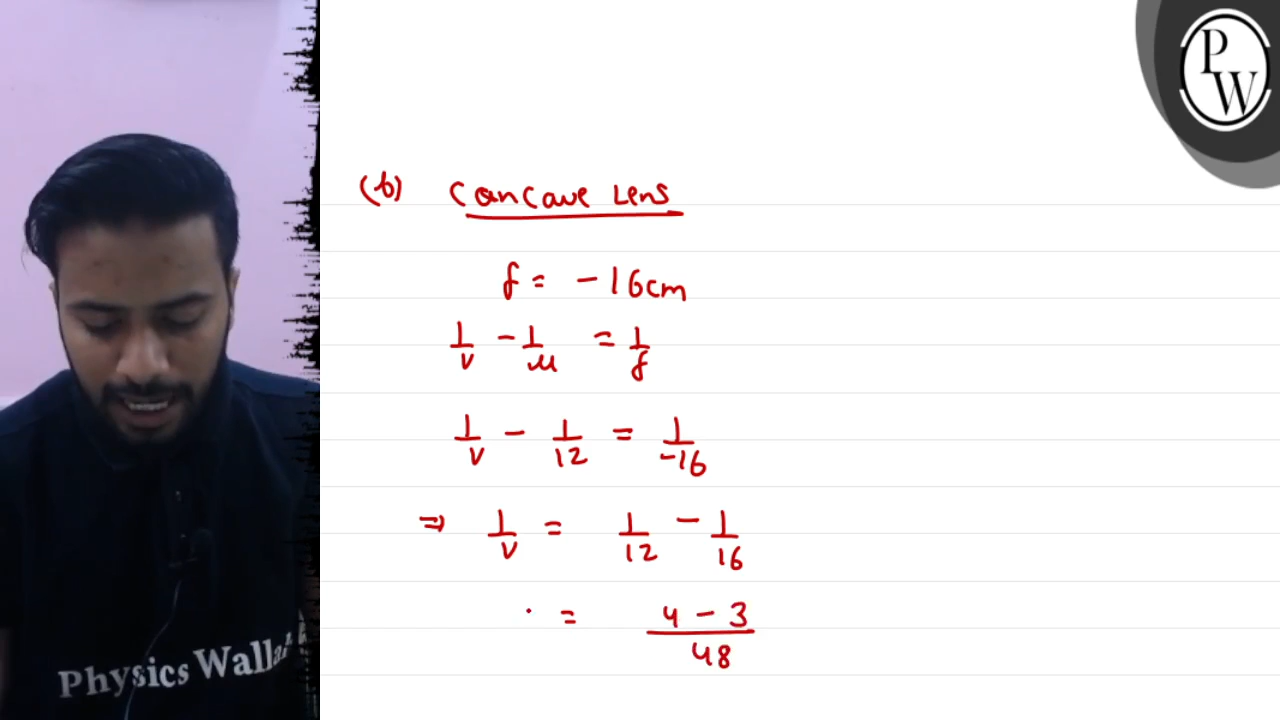 PW
(b) Concave Lens
f = -16cm
1/v - 1/u = 1/f
1/v - 1/12 = 1/-16
⇒ 1/v = 1/12 - 1/16
= 4 - 3/48
Physics Walla